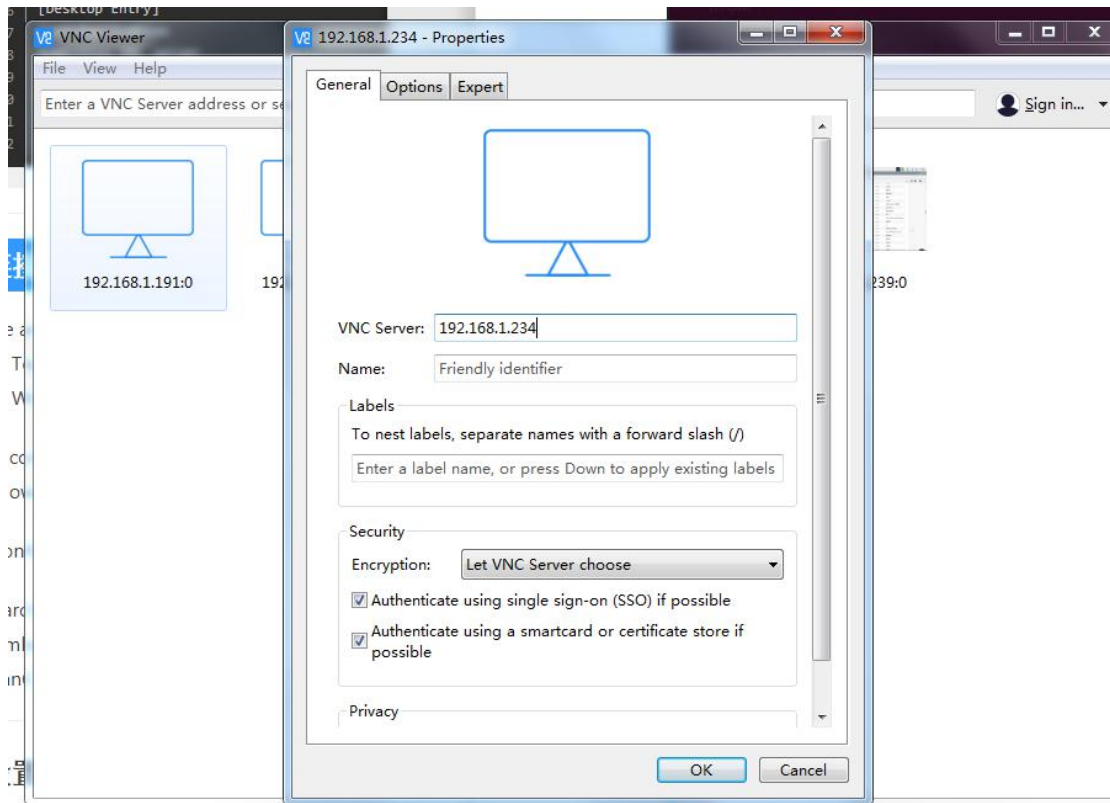 [Desktop Entry]
VNC Viewer
File View Help
Enter a VNC Server address or se
Sign in...
192.168.1.191:0
192
239:0
192.168.1.234 - Properties
General Options Expert
VNC Server: 192.168.1.234
Name: Friendly identifier
Labels
To nest labels, separate names with a forward slash (/)
Enter a label name, or press Down to apply existing labels
Security
Encryption: Let VNC Server choose
Authenticate using single sign-on (SSO) if possible
Authenticate using a smartcard or certificate store if
possible
Privacy
OK Cancel